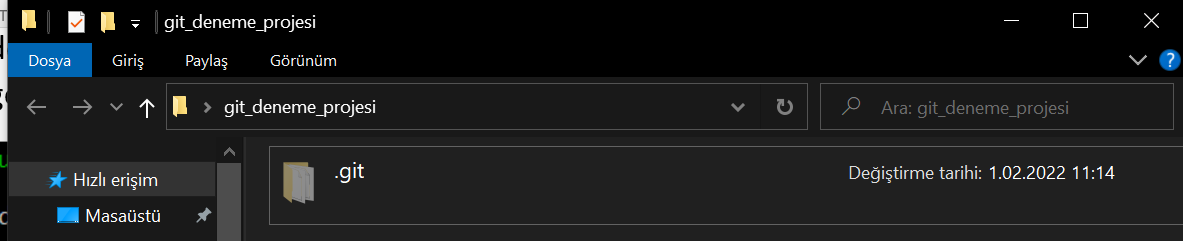 git_deneme_projesi
Dosya Giriş Paylaş Görünüm
git_deneme_projesi Ara: git_deneme_projesi
.git Değiştirme tarihi: 1.02.2022 11:14
Hızlı erişim
Masaüstü